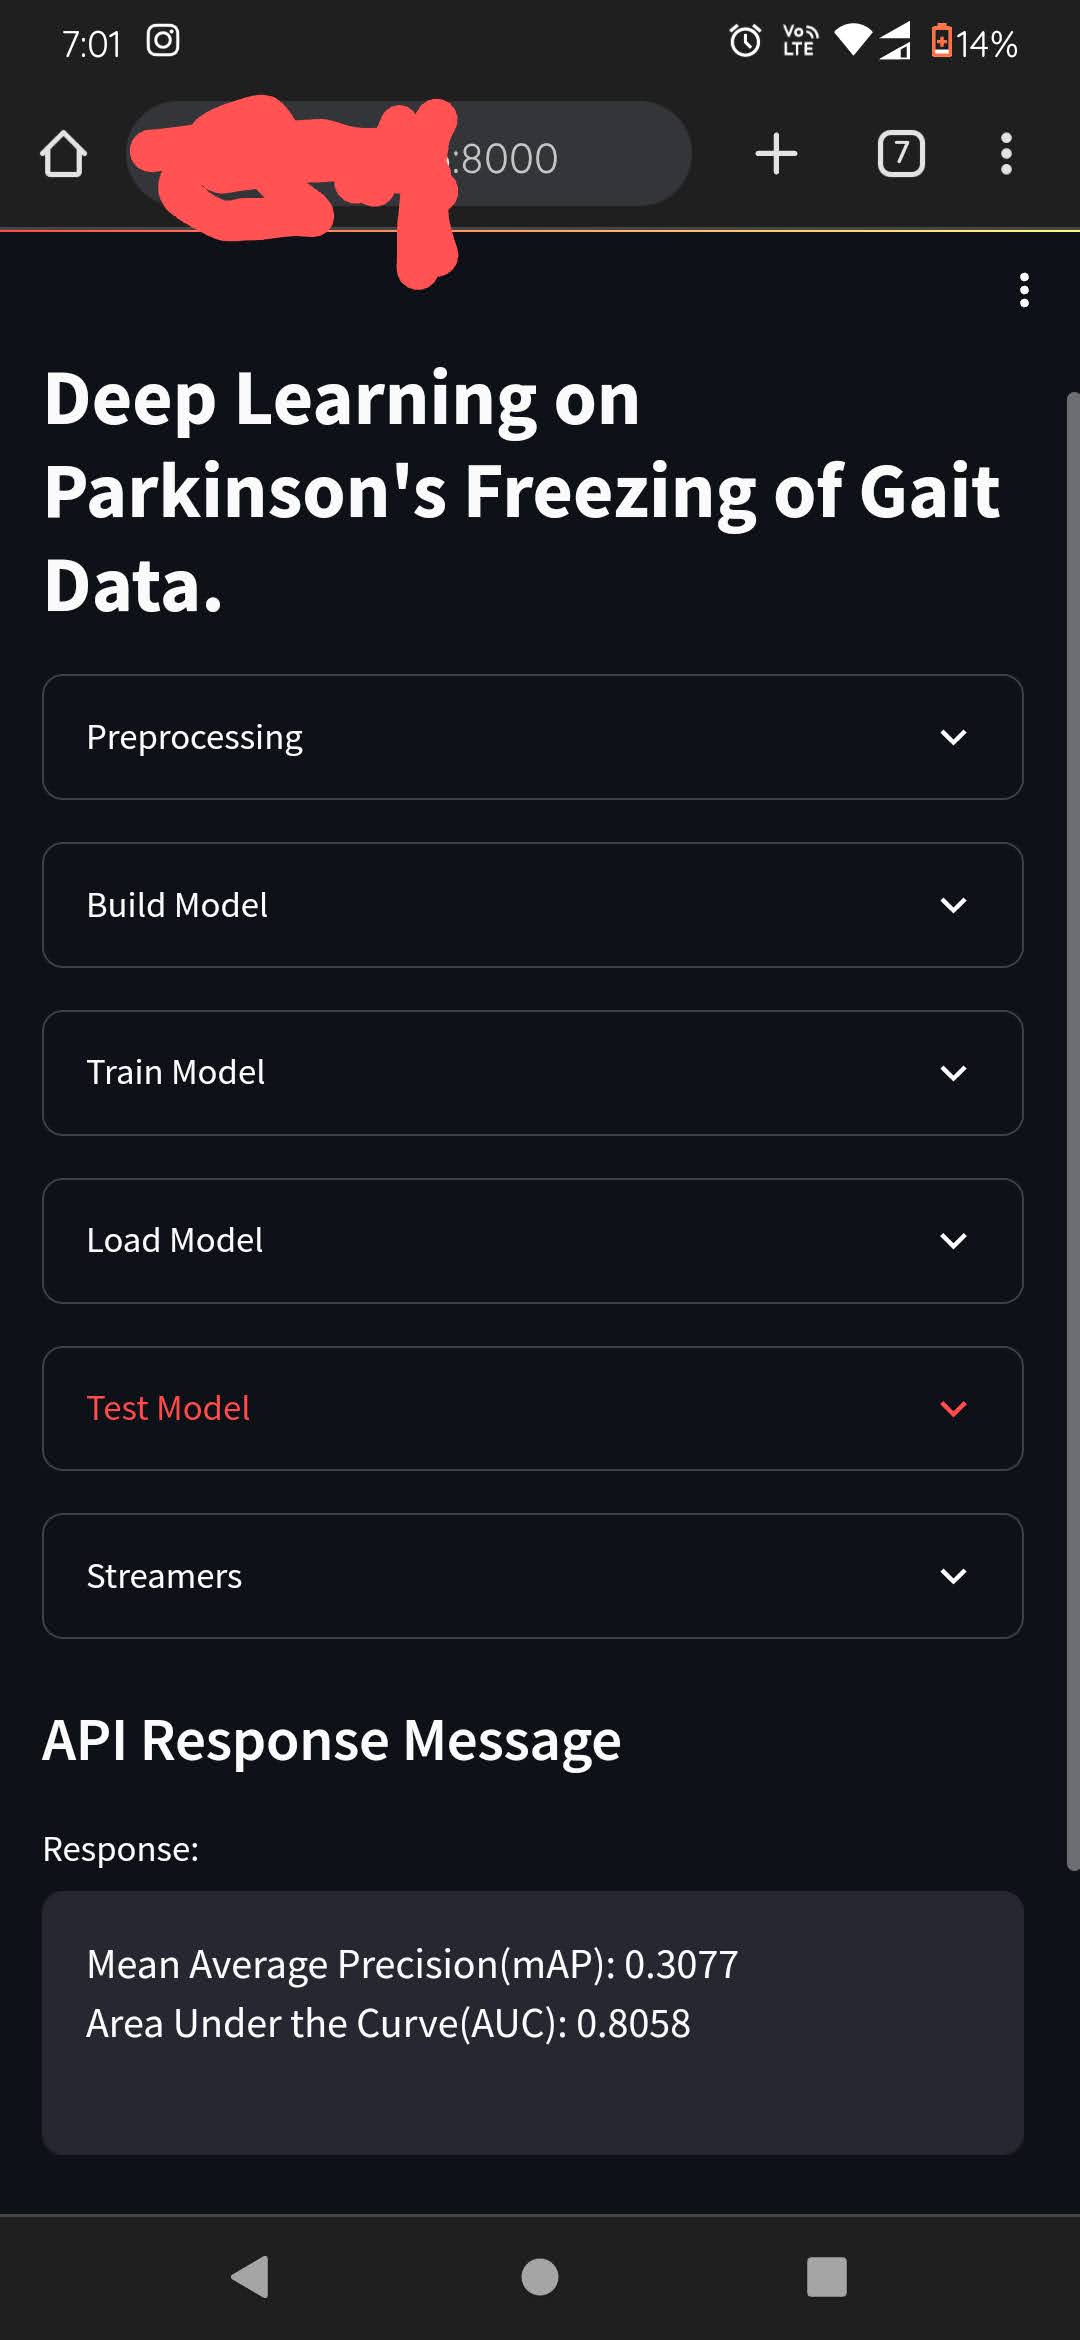 7:01
Vo LTE
14%
:8000
7
Deep Learning on
Parkinson's Freezing of Gait
Data.
Preprocessing
Build Model
Train Model
Load Model
Test Model
Streamers
API Response Message
Response:
Mean Average Precision(mAP): 0.3077
Area Under the Curve(AUC): 0.8058